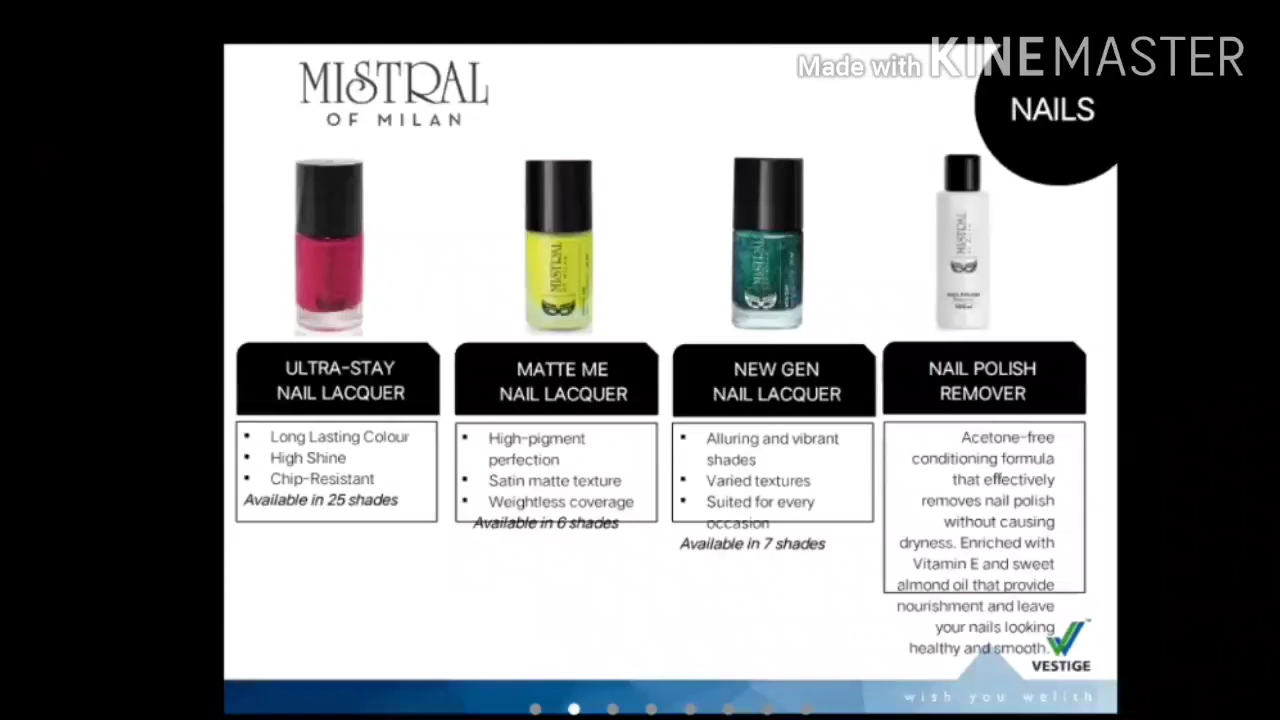 Made with KINEMASTER
MISTRAL
OF MILAN
NAILS
MISTRAL
MISTRAL
MISTRAL
ULTRA-STAY
NAIL LACQUER
Long Lasting Colour
High Shine
Chip-Resistant
Available in 25 shades
MATTE ME
NAIL LACQUER
High-pigment
perfection
Satin matte texture
Weightless coverage
Available in 6 shades
NEW GEN
NAIL LACQUER
Alluring and vibrant
shades
Varied textures
Suited for every
occasion
Available in 7 shades
NAIL POLISH
REMOVER
Acetone-free
conditioning formula
that effectively
removes nail polish
without causing
dryness. Enriched with
Vitamin E and sweet
almond oil that provide
nourishment and leave
your nails looking
healthy and smooth.
VESTIGE
wish you wellth